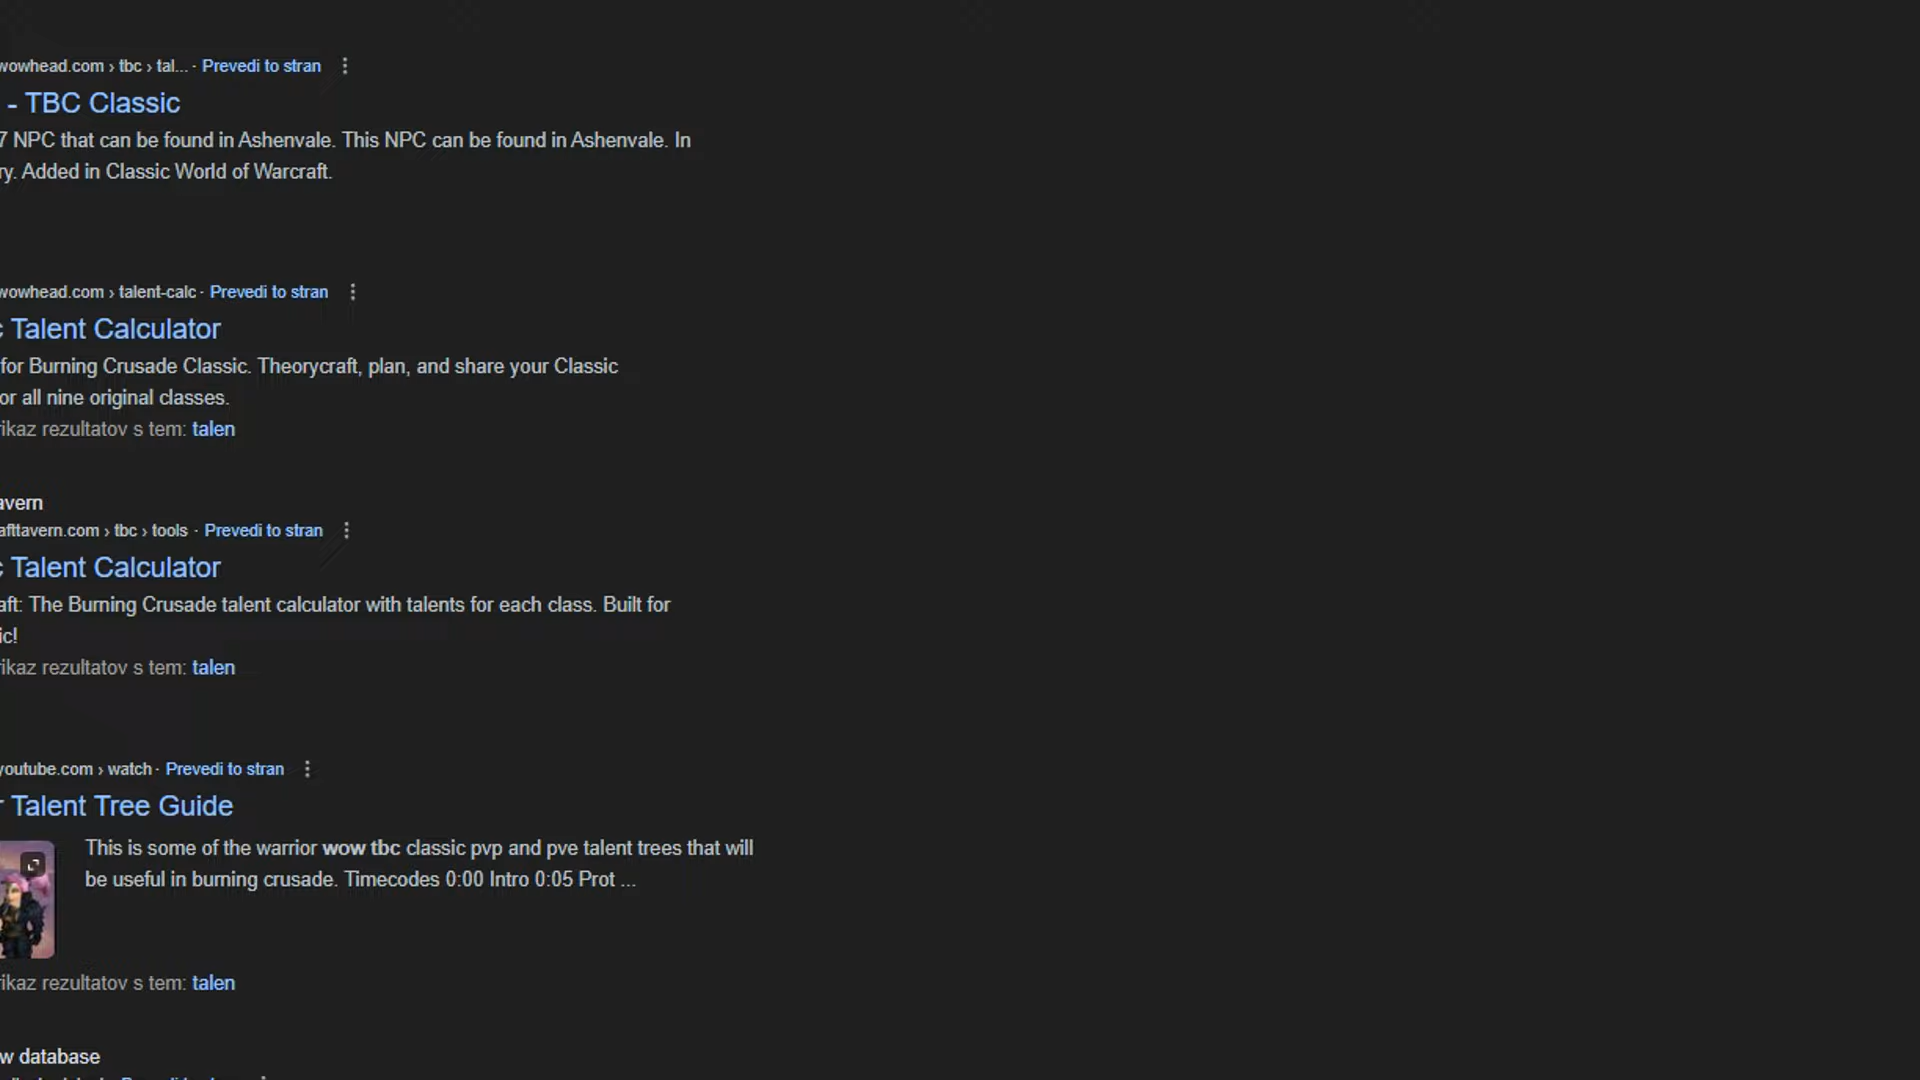 wowhead.com › tbc › tal... · Prevedi to stran
- TBC Classic
7 NPC that can be found in Ashenvale. This NPC can be found in Ashenvale. In
ry. Added in Classic World of Warcraft.
wowhead.com › talent-calc · Prevedi to stran
c Talent Calculator
for Burning Crusade Classic. Theorycraft, plan, and share your Classic
or all nine original classes.
rikaz rezultatov s tem: talen
avern
afttavern.com › tbc › tools · Prevedi to stran
c Talent Calculator
aft: The Burning Crusade talent calculator with talents for each class. Built for
ic!
rikaz rezultatov s tem: talen
youtube.com › watch · Prevedi to stran
r Talent Tree Guide
This is some of the warrior wow tbc classic pvp and pve talent trees that will
be useful in burning crusade. Timecodes 0:00 Intro 0:05 Prot ...
rikaz rezultatov s tem: talen
w database